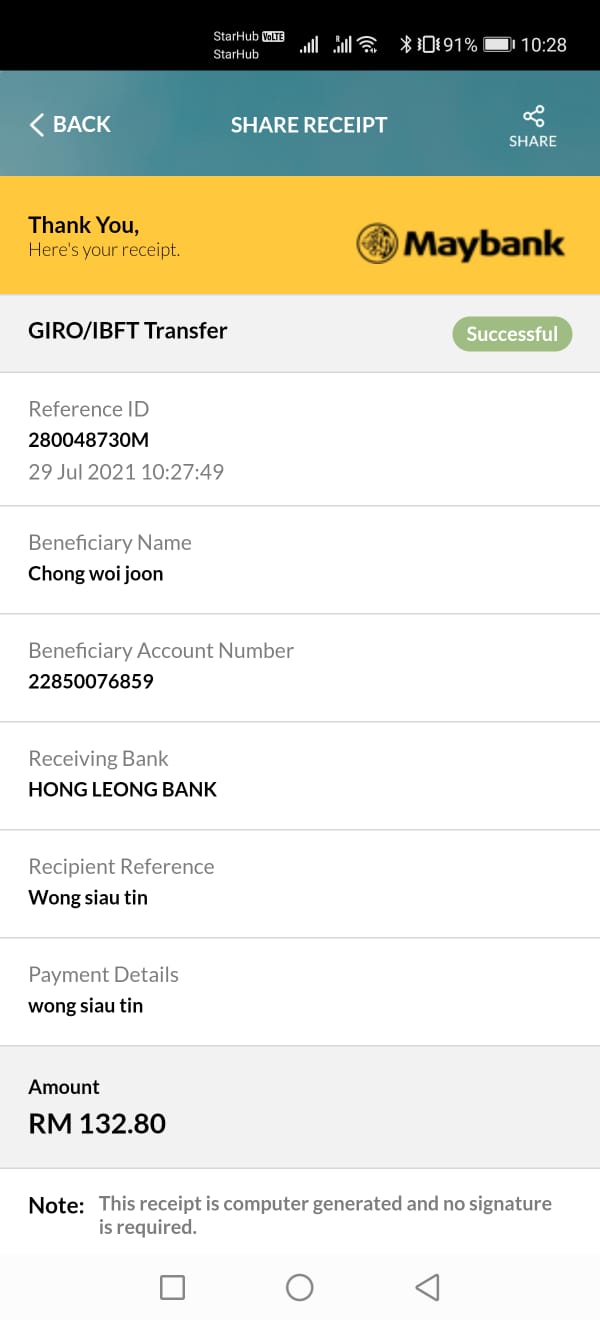 StarHub VoLTE
StarHub
91%
10:28
BACK
SHARE RECEIPT
SHARE
Thank You,
Here's your receipt.
Maybank
GIRO/IBFT Transfer
Successful
Reference ID
280048730M
29 Jul 2021 10:27:49
Beneficiary Name
Chong woi joon
Beneficiary Account Number
22850076859
Receiving Bank
HONG LEONG BANK
Recipient Reference
Wong siau tin
Payment Details
wong siau tin
Amount
RM 132.80
Note: This receipt is computer generated and no signature
is required.